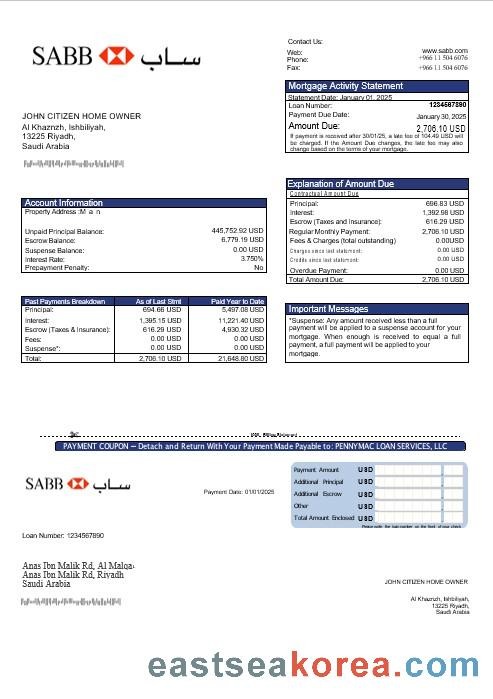 SABB
ساب
Contact Us:
Web: www.sabb.com
Phone: +966 11 504 6076
Fax: +966 11 504 6076
Mortgage Activity Statement
Statement Date: January 01, 2025
Loan Number: 1234567890
Payment Due Date: January 30, 2025
Amount Due: 2,706.10 USD
If payment is received after 30/01/25, a late fee of 104.49 USD will
be charged. If the Amount Due changes, the late fee may also
change based on the terms of your mortgage.
JOHN CITIZEN HOME OWNER
Al Khaznzh, Ishbiliyah,
13225 Riyadh,
Saudi Arabia
Explanation of Amount Due
Contractual Amount Due
Principal: 696.83 USD
Interest: 1,392.98 USD
Escrow (Taxes and Insurance): 616.29 USD
Regular Monthly Payment: 2,706.10 USD
Fees & Charges (total outstanding) 0.00USD
Charges since last statement: 0.00 USD
Credits since last statement: 0.00 USD
Overdue Payment: 0.00 USD
Total Amount Due: 2,706.10 USD
Account Information
Property Address :M a n
Unpaid Principal Balance: 445,752.92 USD
Escrow Balance: 6,779.19 USD
Suspense Balance: 0.00 USD
Interest Rate: 3.750%
Prepayment Penalty: No
Past Payments Breakdown As of Last Stmt Paid Year to Date
Principal: 694.66 USD 5,497.08 USD
Interest: 1,395.15 USD 11,221.40 USD
Escrow (Taxes & Insurance): 616.29 USD 4,930.32 USD
Fees: 0.00 USD 0.00 USD
Suspense*: 0.00 USD 0.00 USD
Total: 2,706.10 USD 21,648.80 USD
Important Messages
*Suspense: Any amount received less than a full
payment will be applied to a suspense account for your
mortgage. When enough is received to equal a full
payment, a full payment will be applied to your
mortgage.
PAYMENT COUPON — Detach and Return With Your Payment Made Payable to: PENNYMAC LOAN SERVICES, LLC
SABB
ساب
Payment Date: 01/01/2025
Payment Amount USD
Additional Principal USD
Additional Escrow USD
Other USD
Total Amount Enclosed USD
Please write the loan number on the front of your check
Loan Number: 1234567890
Anas Ibn Malik Rd, Al Malqa،
Anas Ibn Malik Rd, Riyadh
Saudi Arabia
JOHN CITIZEN HOME OWNER
Al Khaznzh, Ishbiliyah,
13225 Riyadh,
Saudi Arabia
eastseakorea.com